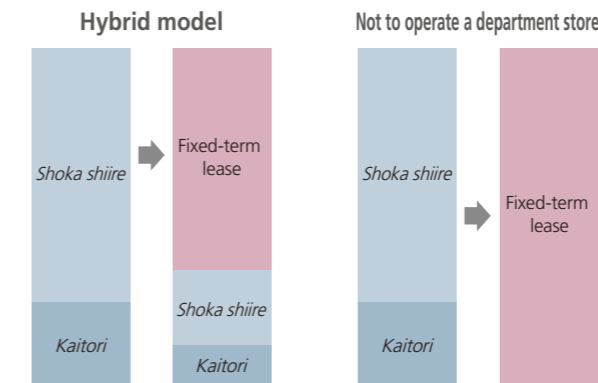 Hybrid model
Shoka shiire
Kaitori
Fixed-term
lease
Shoka shiire
Kaitori
Not to operate a department store
Shoka shiire
Kaitori
Fixed-term
lease